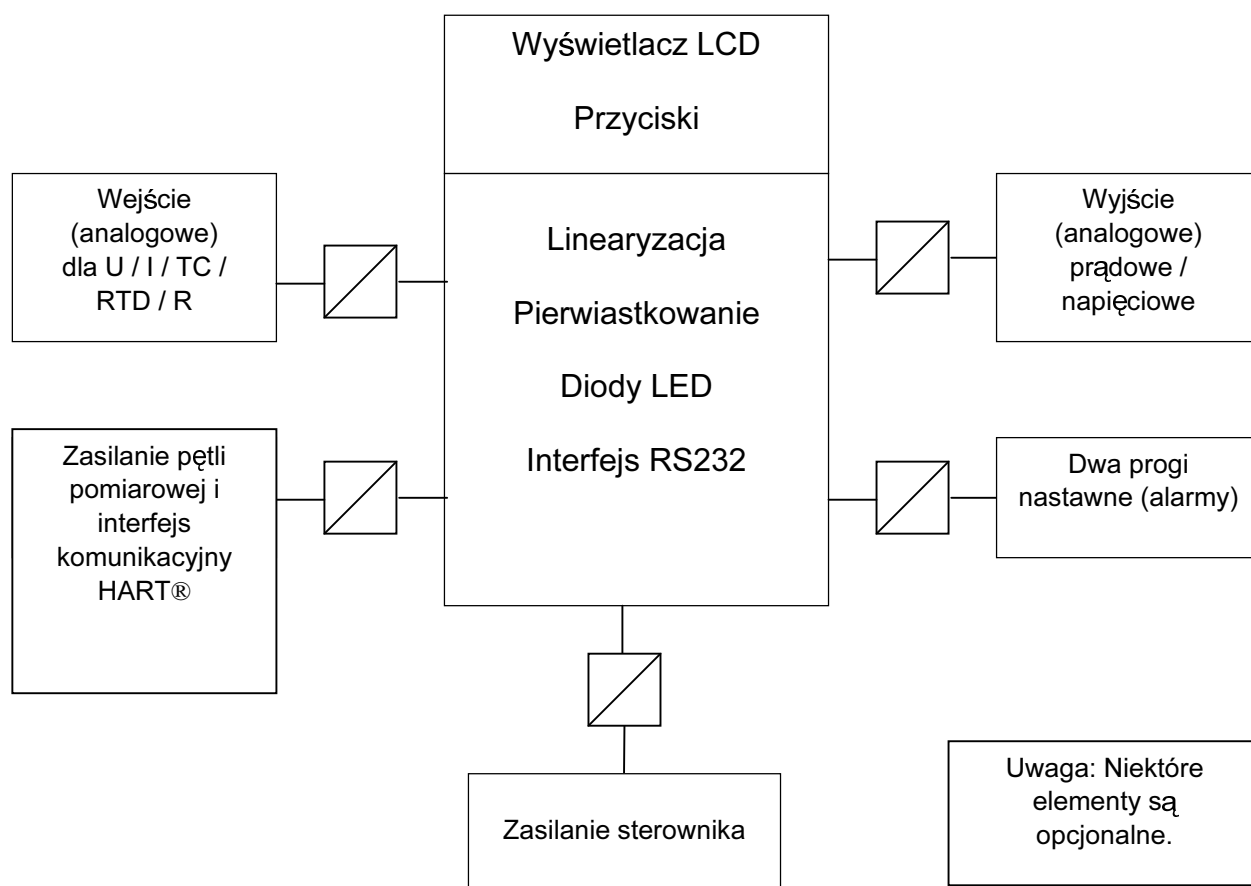 Wyświetlacz LCD
Przyciski
Wejście
(analogowe)
dla U / I / TC /
RTD / R
Linearyzacja
Pierwiastkowanie
Diody LED
Interfejs RS232
Wyjście
(analogowe)
prądowe /
napięciowe
Zasilanie pętli
pomiarowej i
interfejs
komunikacyjny
HART®
Dwa progi
nastawne (alarmy)
Zasilanie sterownika
Uwaga: Niektóre
elementy są
opcjonalne.